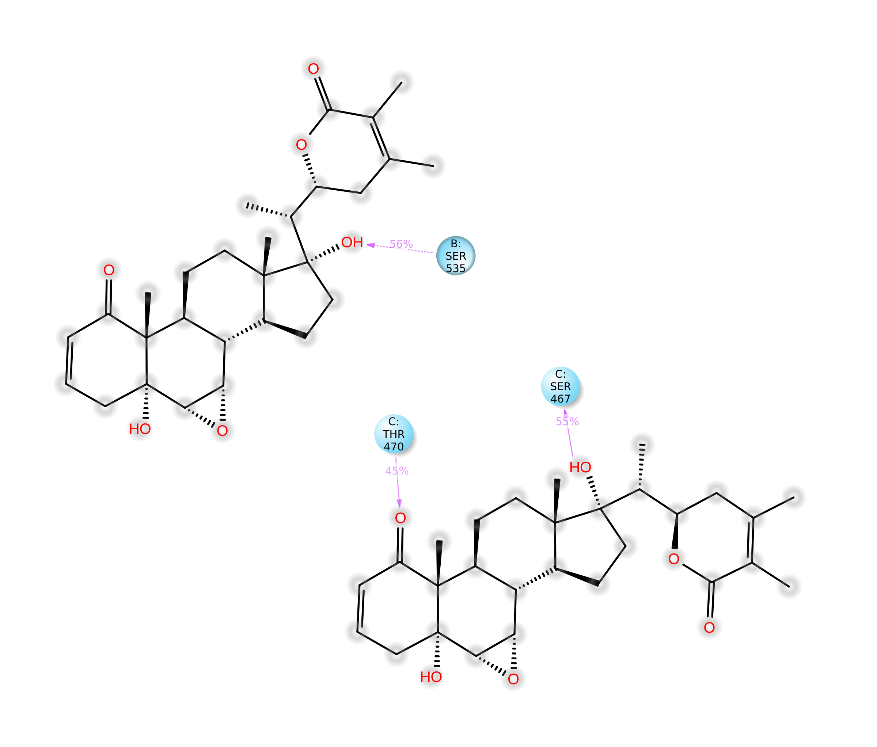 O
O
OH
56%
B:
SER
535
O
HO
O
C:
SER
467
55%
C:
THR
470
45%
HO
O
O
O
HO
O